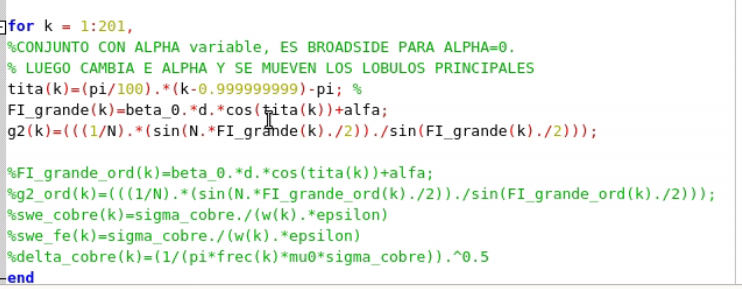 for k = 1:201,
%CONJUNTO CON ALPHA variable, ES BROADSIDE PARA ALPHA=0.
% LUEGO CAMBIA E ALPHA Y SE MUEVEN LOS LOBULOS PRINCIPALES
tita(k)=(pi/100).*(k-0.999999999)-pi; %
FI_grande(k)=beta_0.*d.*cos(tita(k))+alfa;
g2(k)=(((1/N).*(sin(N.*FI_grande(k)./2))./sin(FI_grande(k)./2)));
%FI_grande_ord(k)=beta_0.*d.*cos(tita(k))+alfa;
%g2_ord(k)=(((1/N).*(sin(N.*FI_grande_ord(k)./2))./sin(FI_grande_ord(k)./2)));
%swe_cobre(k)=sigma_cobre./(w(k).*epsilon)
%swe_fe(k)=sigma_cobre./(w(k).*epsilon)
%delta_cobre(k)=(1/(pi*frec(k)*mu0*sigma_cobre)).^0.5
end